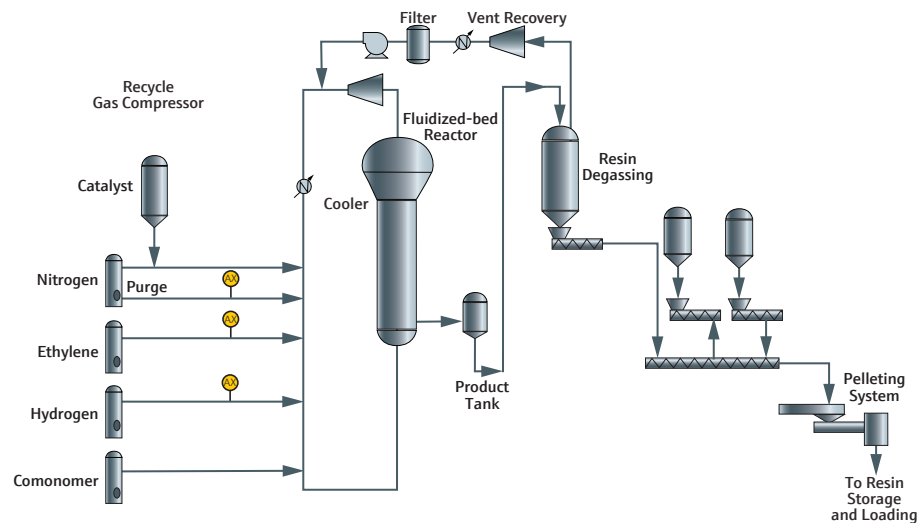 Filter
Vent Recovery
Recycle
Gas Compressor
Fluidized-bed
Reactor
Resin
Degassing
Catalyst
Cooler
Nitrogen
Purge
AX
AX
Ethylene
AX
Hydrogen
Product
Tank
Pelleting
System
Comonomer
To Resin
Storage
and Loading